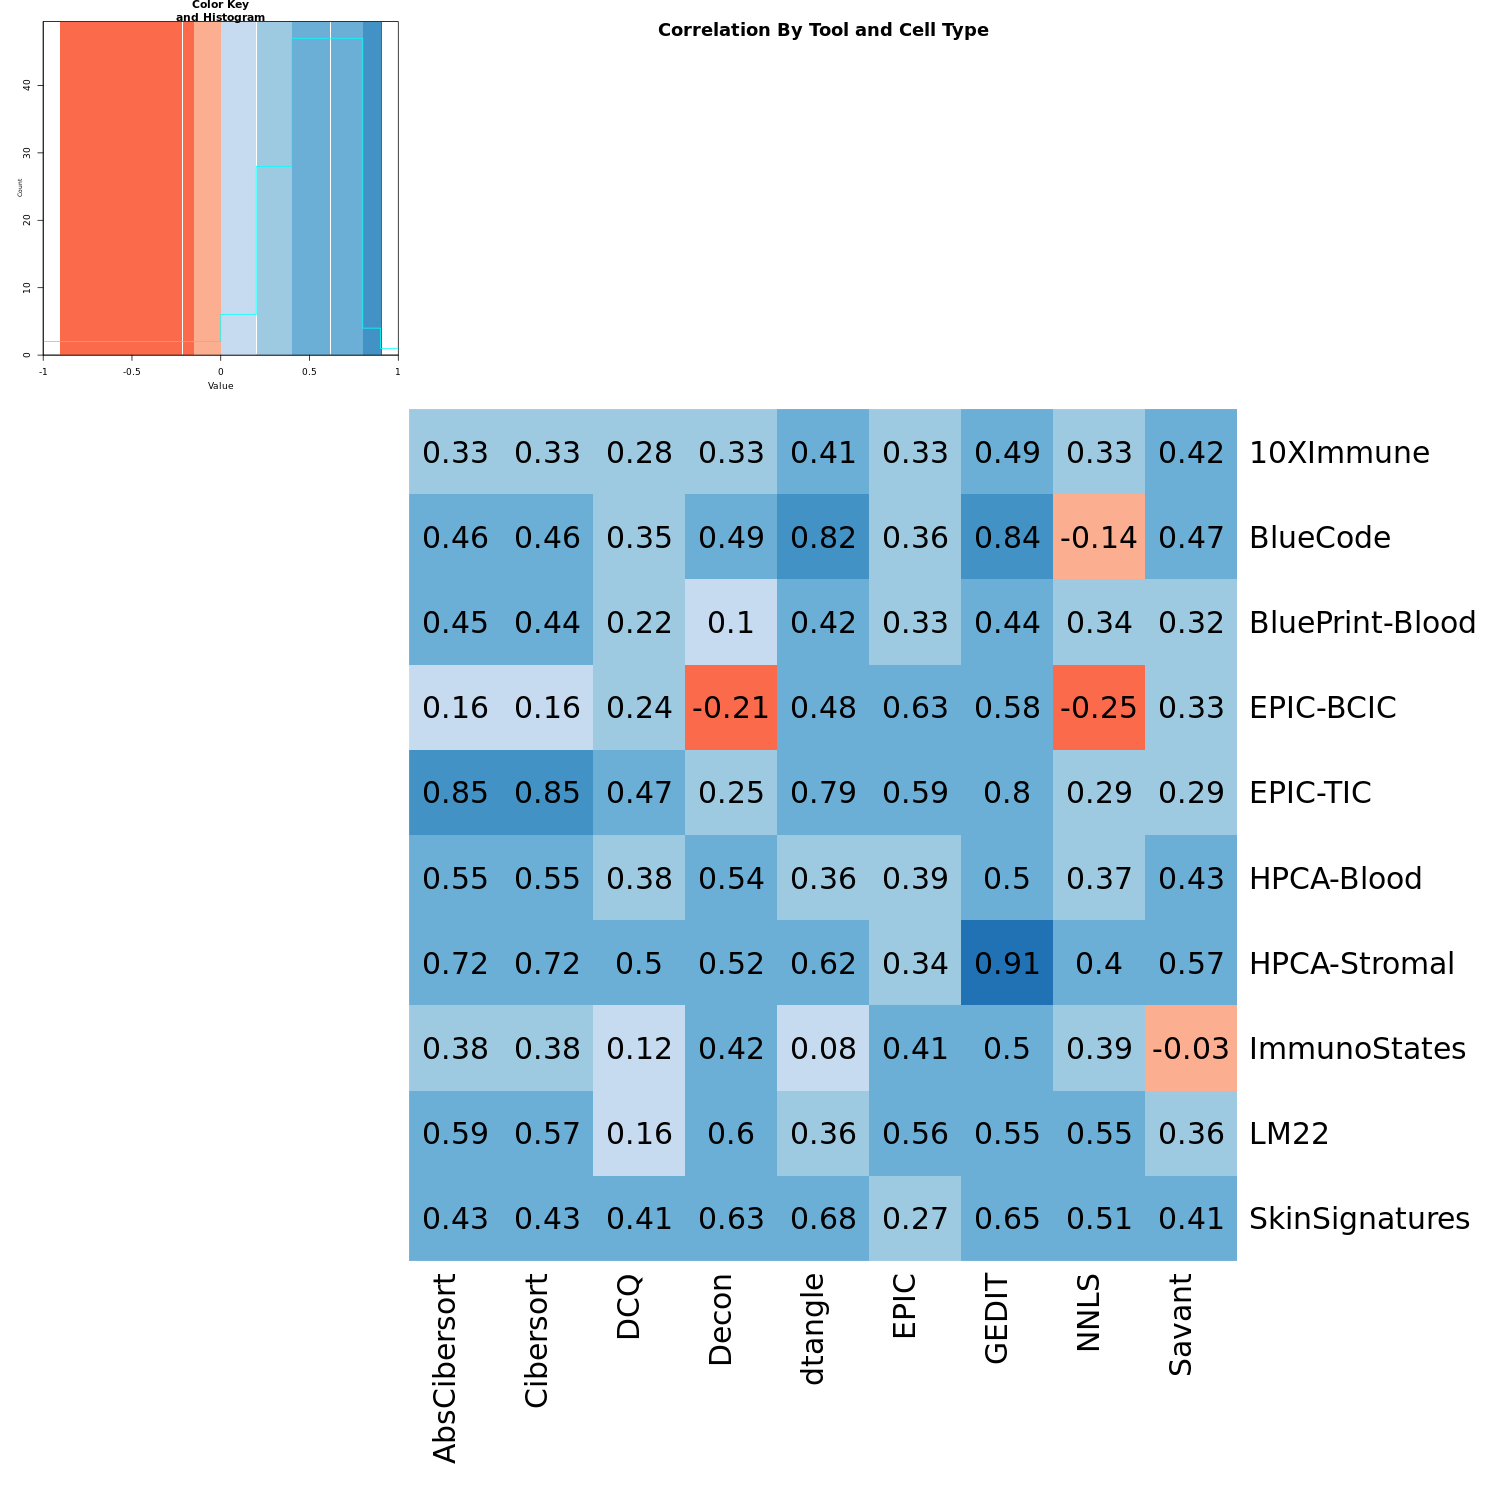 Color Key
and Histogram
Correlation By Tool and Cell Type
40
30
20
10
0
Count
-1 -0.5 0 0.5 1
Value
0.33 0.33 0.28 0.33 0.41 0.33 0.49 0.33 0.42 10XImmune
0.46 0.46 0.35 0.49 0.82 0.36 0.84 -0.14 0.47 BlueCode
0.45 0.44 0.22 0.1 0.42 0.33 0.44 0.34 0.32 BluePrint-Blood
0.16 0.16 0.24 -0.21 0.48 0.63 0.58 -0.25 0.33 EPIC-BCIC
0.85 0.85 0.47 0.25 0.79 0.59 0.8 0.29 0.29 EPIC-TIC
0.55 0.55 0.38 0.54 0.36 0.39 0.5 0.37 0.43 HPCA-Blood
0.72 0.72 0.5 0.52 0.62 0.34 0.91 0.4 0.57 HPCA-Stromal
0.38 0.38 0.12 0.42 0.08 0.41 0.5 0.39 -0.03 ImmunoStates
0.59 0.57 0.16 0.6 0.36 0.56 0.55 0.55 0.36 LM22
0.43 0.43 0.41 0.63 0.68 0.27 0.65 0.51 0.41 SkinSignatures
AbsCibersort
Cibersort
DCQ
Decon
dtangle
EPIC
GEDIT
NNLS
Savant